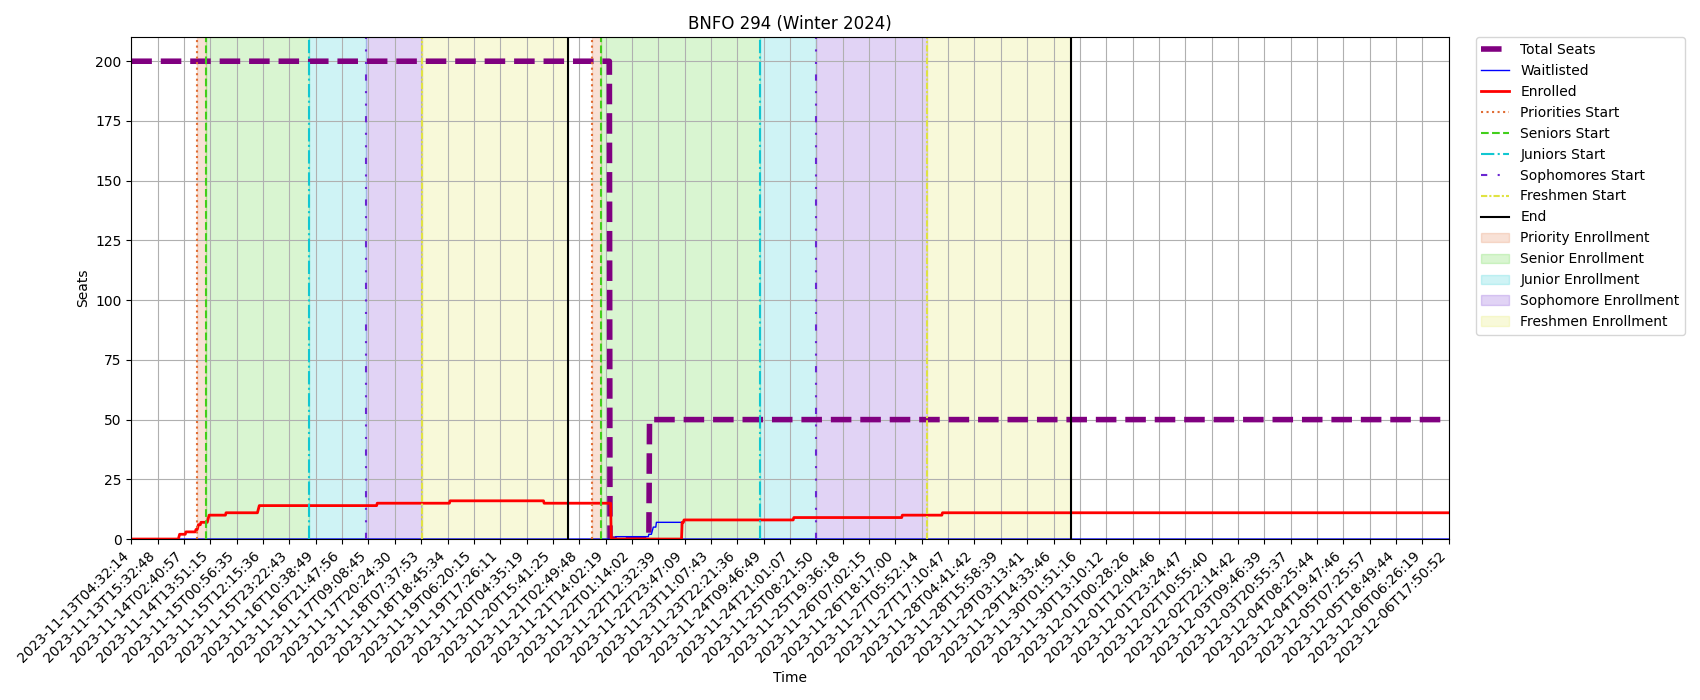 BNFO 294 (Winter 2024)
Seats
200
175
150
125
100
75
50
25
0
2023-11-13T04:32:14
2023-11-13T15:32:48
2023-11-14T02:40:57
2023-11-14T13:51:15
2023-11-15T00:56:35
2023-11-15T12:15:36
2023-11-15T23:22:43
2023-11-16T10:38:49
2023-11-16T21:47:56
2023-11-17T09:08:45
2023-11-17T20:24:30
2023-11-18T07:37:53
2023-11-18T18:45:34
2023-11-19T06:20:15
2023-11-19T17:26:11
2023-11-20T04:35:19
2023-11-20T15:41:25
2023-11-21T02:49:48
2023-11-21T14:02:19
2023-11-22T01:14:02
2023-11-22T12:32:39
2023-11-22T23:47:09
2023-11-23T11:07:43
2023-11-23T22:21:36
2023-11-24T09:46:49
2023-11-24T21:01:07
2023-11-25T08:21:50
2023-11-25T19:36:18
2023-11-26T07:02:15
2023-11-26T18:17:00
2023-11-27T05:52:14
2023-11-27T17:10:47
2023-11-28T04:41:42
2023-11-28T15:58:39
2023-11-29T03:13:41
2023-11-29T14:33:46
2023-11-30T01:51:16
2023-11-30T13:10:12
2023-12-01T00:28:26
2023-12-01T12:04:46
2023-12-01T23:24:47
2023-12-02T10:55:40
2023-12-02T22:14:42
2023-12-03T09:46:39
2023-12-03T20:55:37
2023-12-04T08:25:44
2023-12-04T19:47:46
2023-12-05T07:25:57
2023-12-05T18:49:44
2023-12-06T06:26:19
2023-12-06T17:50:52
Time
Total Seats
Waitlisted
Enrolled
Priorities Start
Seniors Start
Juniors Start
Sophomores Start
Freshmen Start
End
Priority Enrollment
Senior Enrollment
Junior Enrollment
Sophomore Enrollment
Freshmen Enrollment